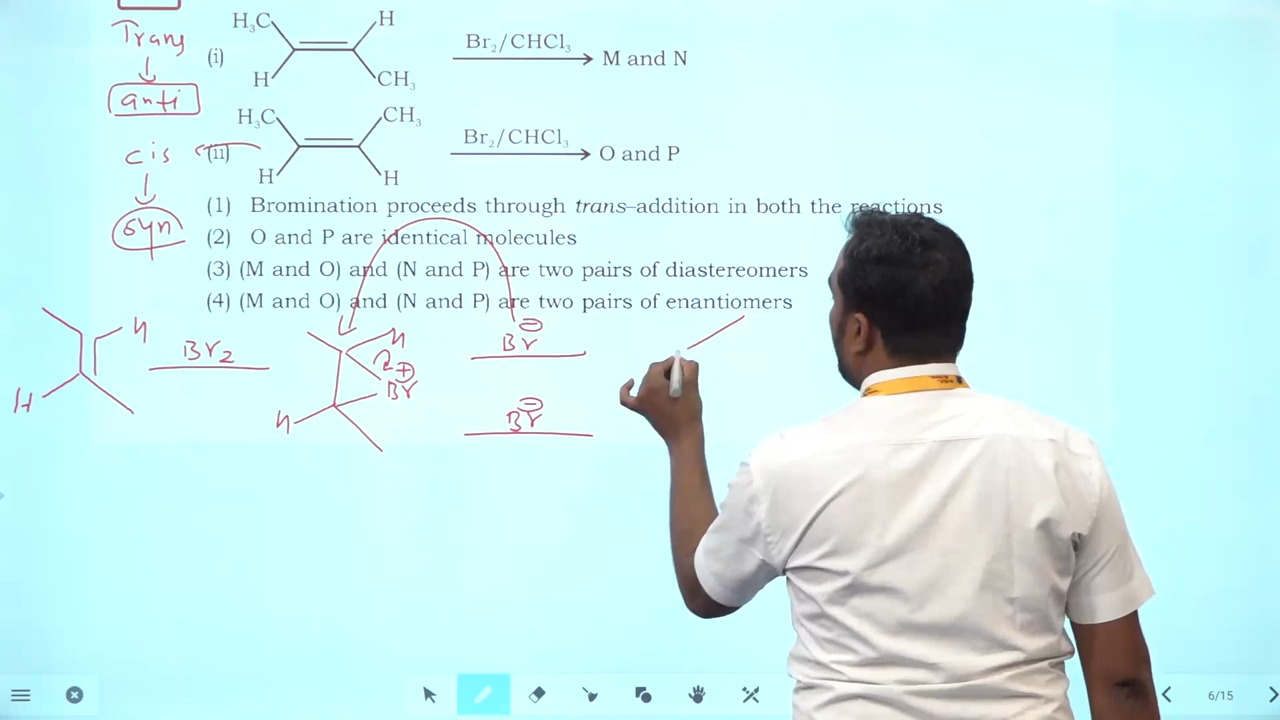 Trans
H₃C H
(i) Br₂/CHCl₃ M and N
H CH₃
anti
H₃C CH₃
cis (ii) Br₂/CHCl₃ O and P
H H
syn
(1) Bromination proceeds through trans–addition in both the reactions
(2) O and P are identical molecules
(3) (M and O) and (N and P) are two pairs of diastereomers
(4) (M and O) and (N and P) are two pairs of enantiomers
H Br₂ H Br⊖
H ⊕
Br
H Br⊖
6/15